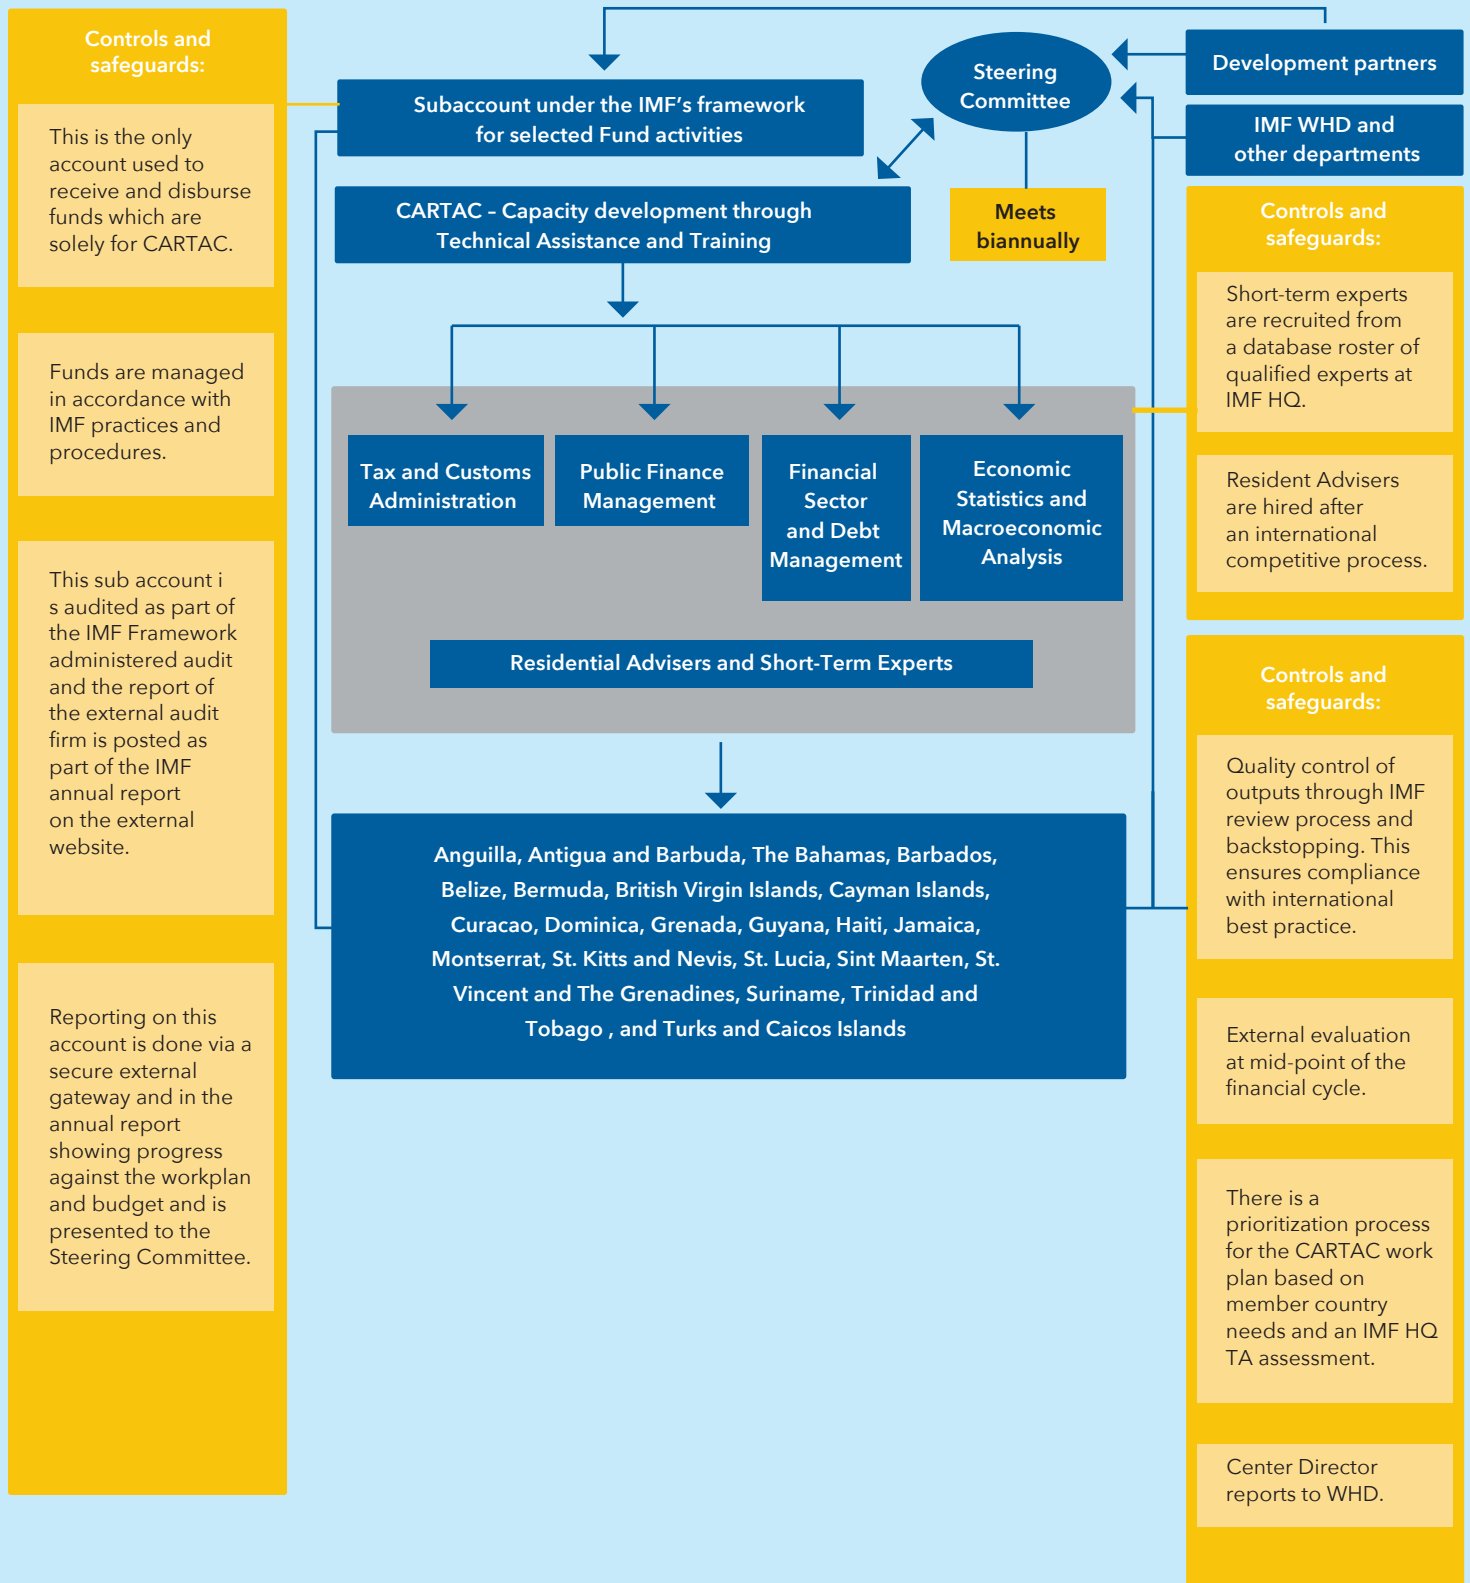 Controls and
safeguards:
This is the only
account used to
receive and disburse
funds which are
solely for CARTAC.
Funds are managed
in accordance with
IMF practices and
procedures.
This sub account i
s audited as part of
the IMF Framework
administered audit
and the report of
the external audit
firm is posted as
part of the IMF
annual report
on the external
website.
Reporting on this
account is done via a
secure external
gateway and in the
annual report
showing progress
against the workplan
and budget and is
presented to the
Steering Committee.
Subaccount under the IMF's framework
for selected Fund activities
Steering
Committee
Development partners
IMF WHD and
other departments
CARTAC – Capacity development through
Technical Assistance and Training
Meets
biannually
Tax and Customs
Administration
Public Finance
Management
Financial
Sector
and Debt
Management
Economic
Statistics and
Macroeconomic
Analysis
Residential Advisers and Short-Term Experts
Anguilla, Antigua and Barbuda, The Bahamas, Barbados,
Belize, Bermuda, British Virgin Islands, Cayman Islands,
Curacao, Dominica, Grenada, Guyana, Haiti, Jamaica,
Montserrat, St. Kitts and Nevis, St. Lucia, Sint Maarten, St.
Vincent and The Grenadines, Suriname, Trinidad and
Tobago , and Turks and Caicos Islands
Controls and
safeguards:
Short-term experts
are recruited from
a database roster of
qualified experts at
IMF HQ.
Resident Advisers
are hired after
an international
competitive process.
Controls and
safeguards:
Quality control of
outputs through IMF
review process and
backstopping. This
ensures compliance
with international
best practice.
External evaluation
at mid-point of the
financial cycle.
There is a
prioritization process
for the CARTAC work
plan based on
member country
needs and an IMF HQ
TA assessment.
Center Director
reports to WHD.